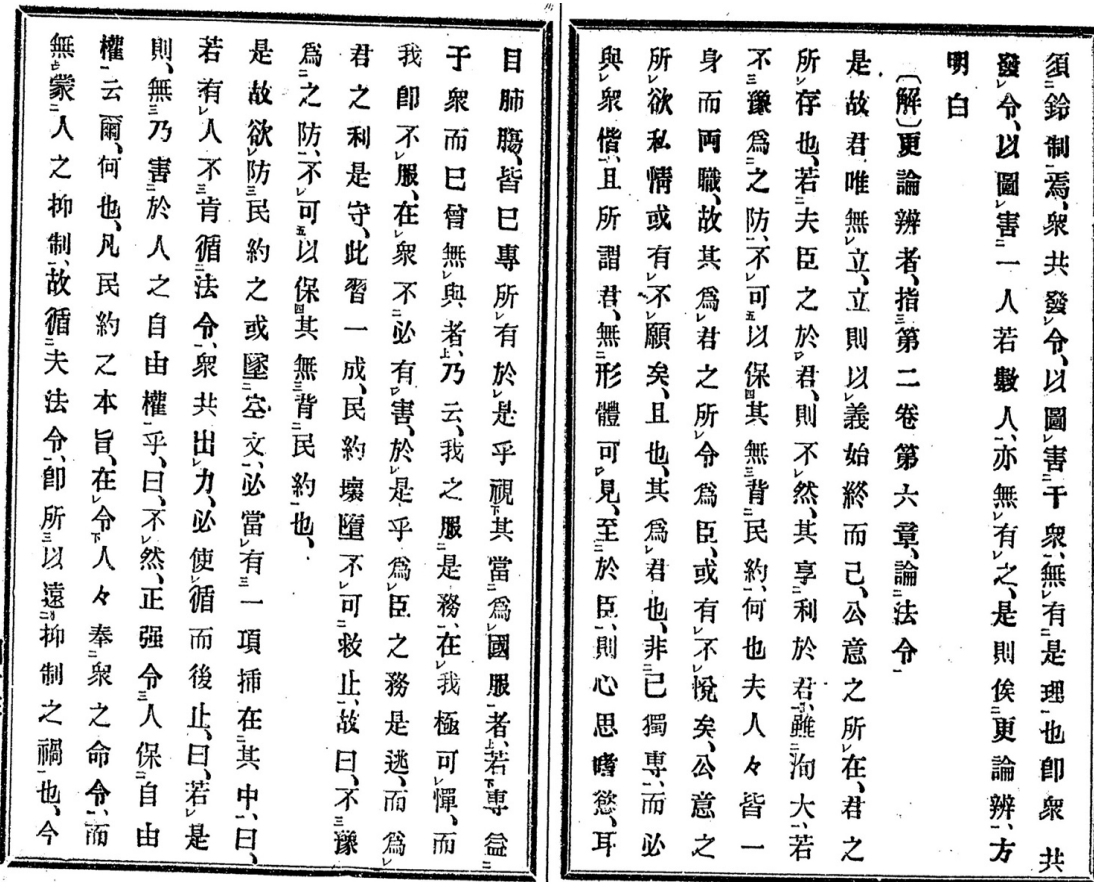 須鈴制焉、衆共發令、以圖害于衆、無有是理也卽衆共
發令、以圖害一人若數人、亦無有之、是則俟更論辨、方
明白
〔解〕更論辨者、指第二卷第六章、論法令
是故君唯無立、立則以義始終而已、公意之所在、君之
所存也、若夫臣之於君、則不然、其享利於君、雖洵大、若
不豫爲之防、不可以保其無背民約、何也夫人々皆一
身而両職、故其爲君之所令爲臣、或有不悅矣、公意之
所欲私情或有不願矣、且也、其爲君也、非己獨專、而必
與衆偕、且所謂君、無形體可見、至於臣、則心思嗜慾、耳
目肺膓、皆已專所有、於是乎視其當爲國服者、若專益
于衆而已曾無與者、乃云、我之服是務、在我極可憚、而
我卽不服、在衆不必有害、於是乎爲臣之務是逃、而爲
君之利是守、此習一成、民約壞墮不可救止、故曰、不豫
爲之防、不可以保其無背民約也、
是故欲防民約之或墜空文、必當有一項揷在其中、曰、
若有人不肯循法令、衆共出力、必使循而後止、曰、若是
則、無乃害於人之自由權乎、曰、不然、正强令人保自由
權云爾、何也、凡民約之本旨、在令人々奉衆之命令、而
無蒙人之抑制、故循夫法令、卽所以遠抑制之禍也、今